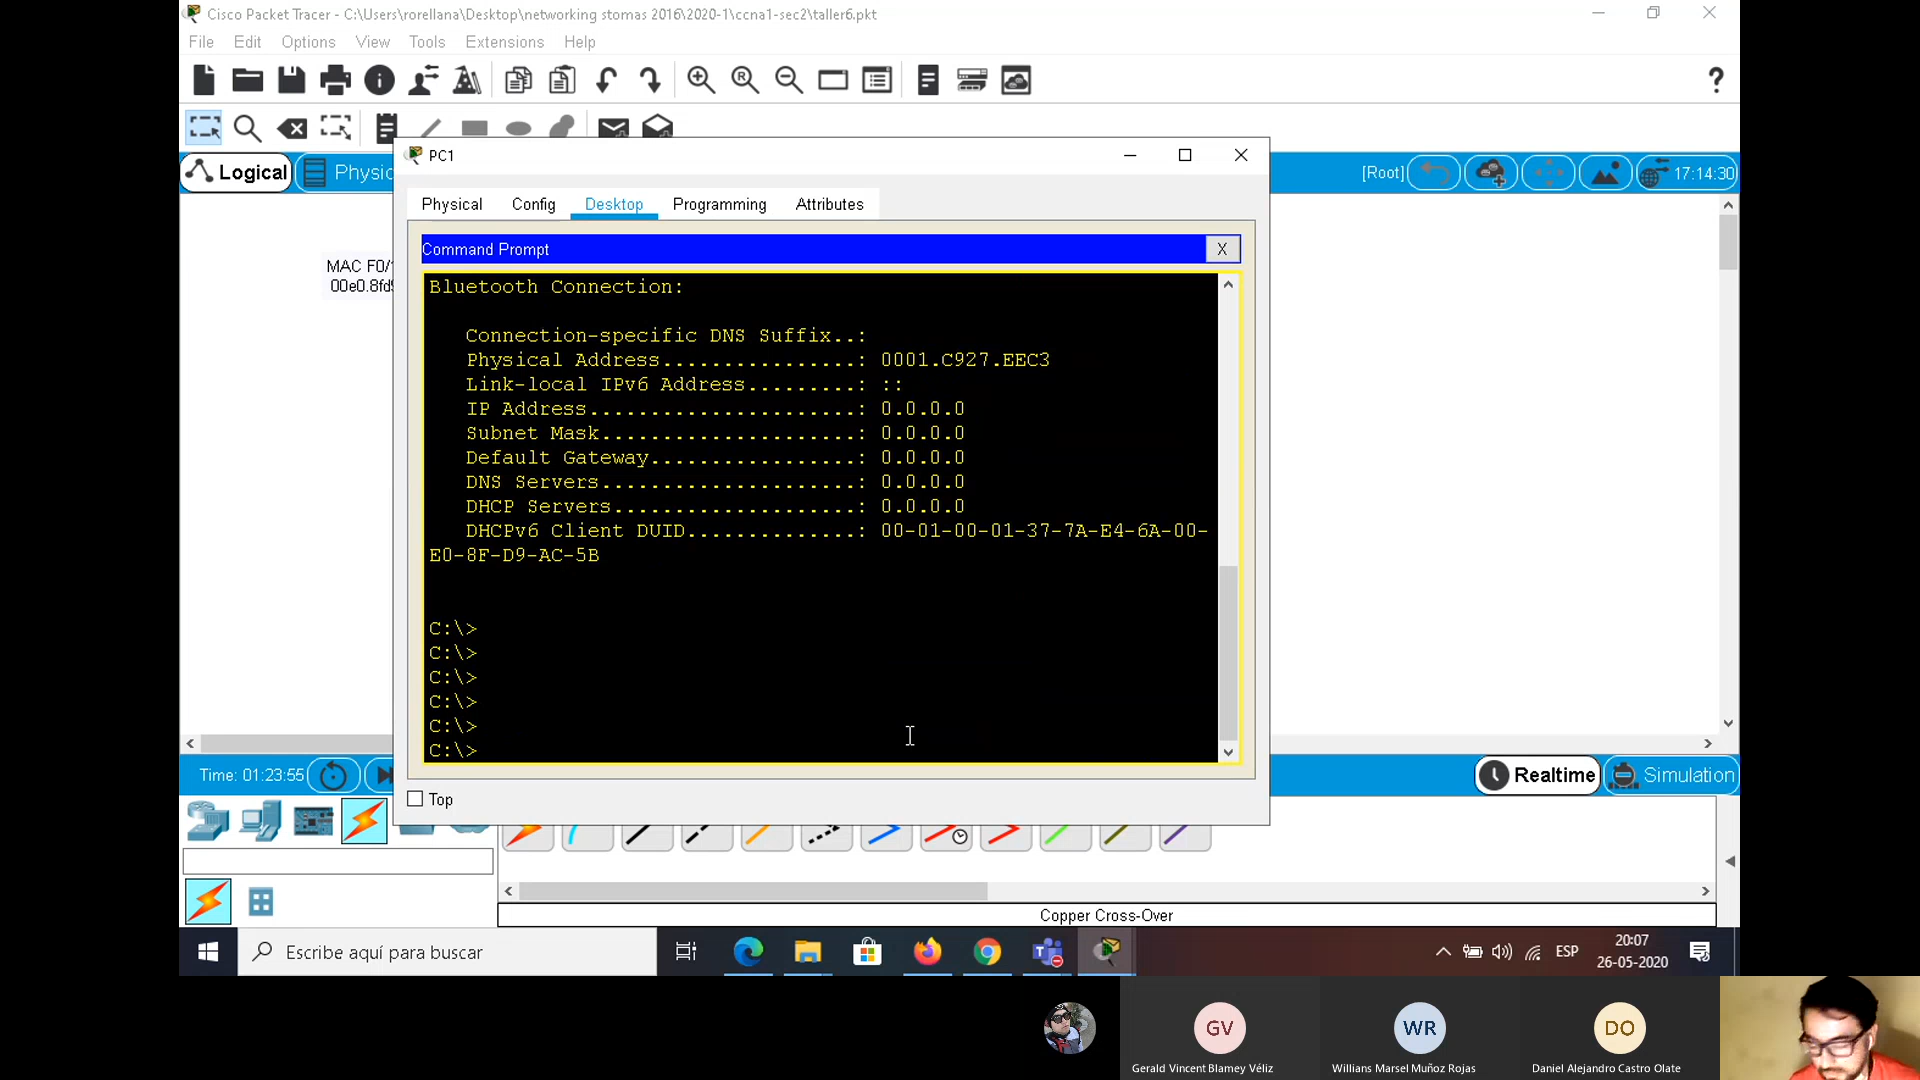 Cisco Packet Tracer - C:\Users\rorellana\Desktop\networking stomas 2016\2020-1\ccna1-sec2\taller6.pkt
File Edit Options View Tools Extensions Help
PC1
Logical
Physic
[Root]
17:14:30
Physical Config Desktop Programming Attributes
Command Prompt
X
MAC F0/
00e0.8fd9
Bluetooth Connection:
Connection-specific DNS Suffix..:
Physical Address................: 0001.C927.EEC3
Link-local IPv6 Address.........: ::
IP Address......................: 0.0.0.0
Subnet Mask.....................: 0.0.0.0
Default Gateway.................: 0.0.0.0
DNS Servers.....................: 0.0.0.0
DHCP Servers....................: 0.0.0.0
DHCPv6 Client DUID..............: 00-01-00-01-37-7A-E4-6A-00-
E0-8F-D9-AC-5B
C:\>
C:\>
C:\>
C:\>
C:\>
C:\>
Time: 01:23:55
Realtime
Simulation
Top
Copper Cross-Over
Escribe aquí para buscar
ESP
20:07
26-05-2020
GV
WR
DO
Gerald Vincent Blamey Véliz
Willians Marsel Muñoz Rojas
Daniel Alejandro Castro Olate